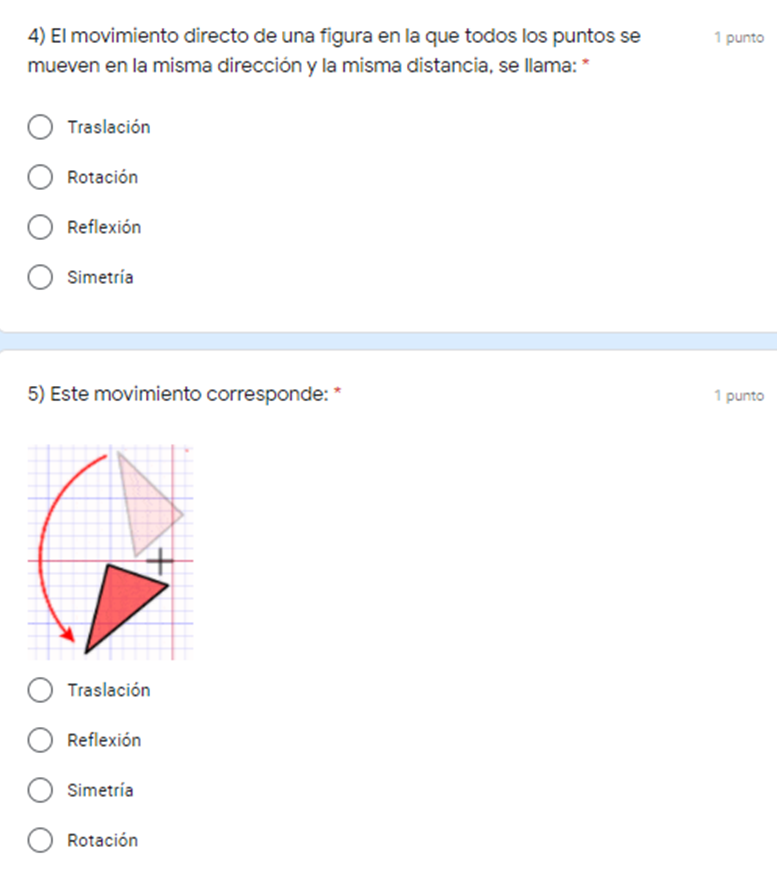 4) El movimiento directo de una figura en la que todos los puntos se
mueven en la misma dirección y la misma distancia, se llama: *
1 punto
Traslación
Rotación
Reflexión
Simetría
5) Este movimiento corresponde: *
1 punto
Traslación
Reflexión
Simetría
Rotación